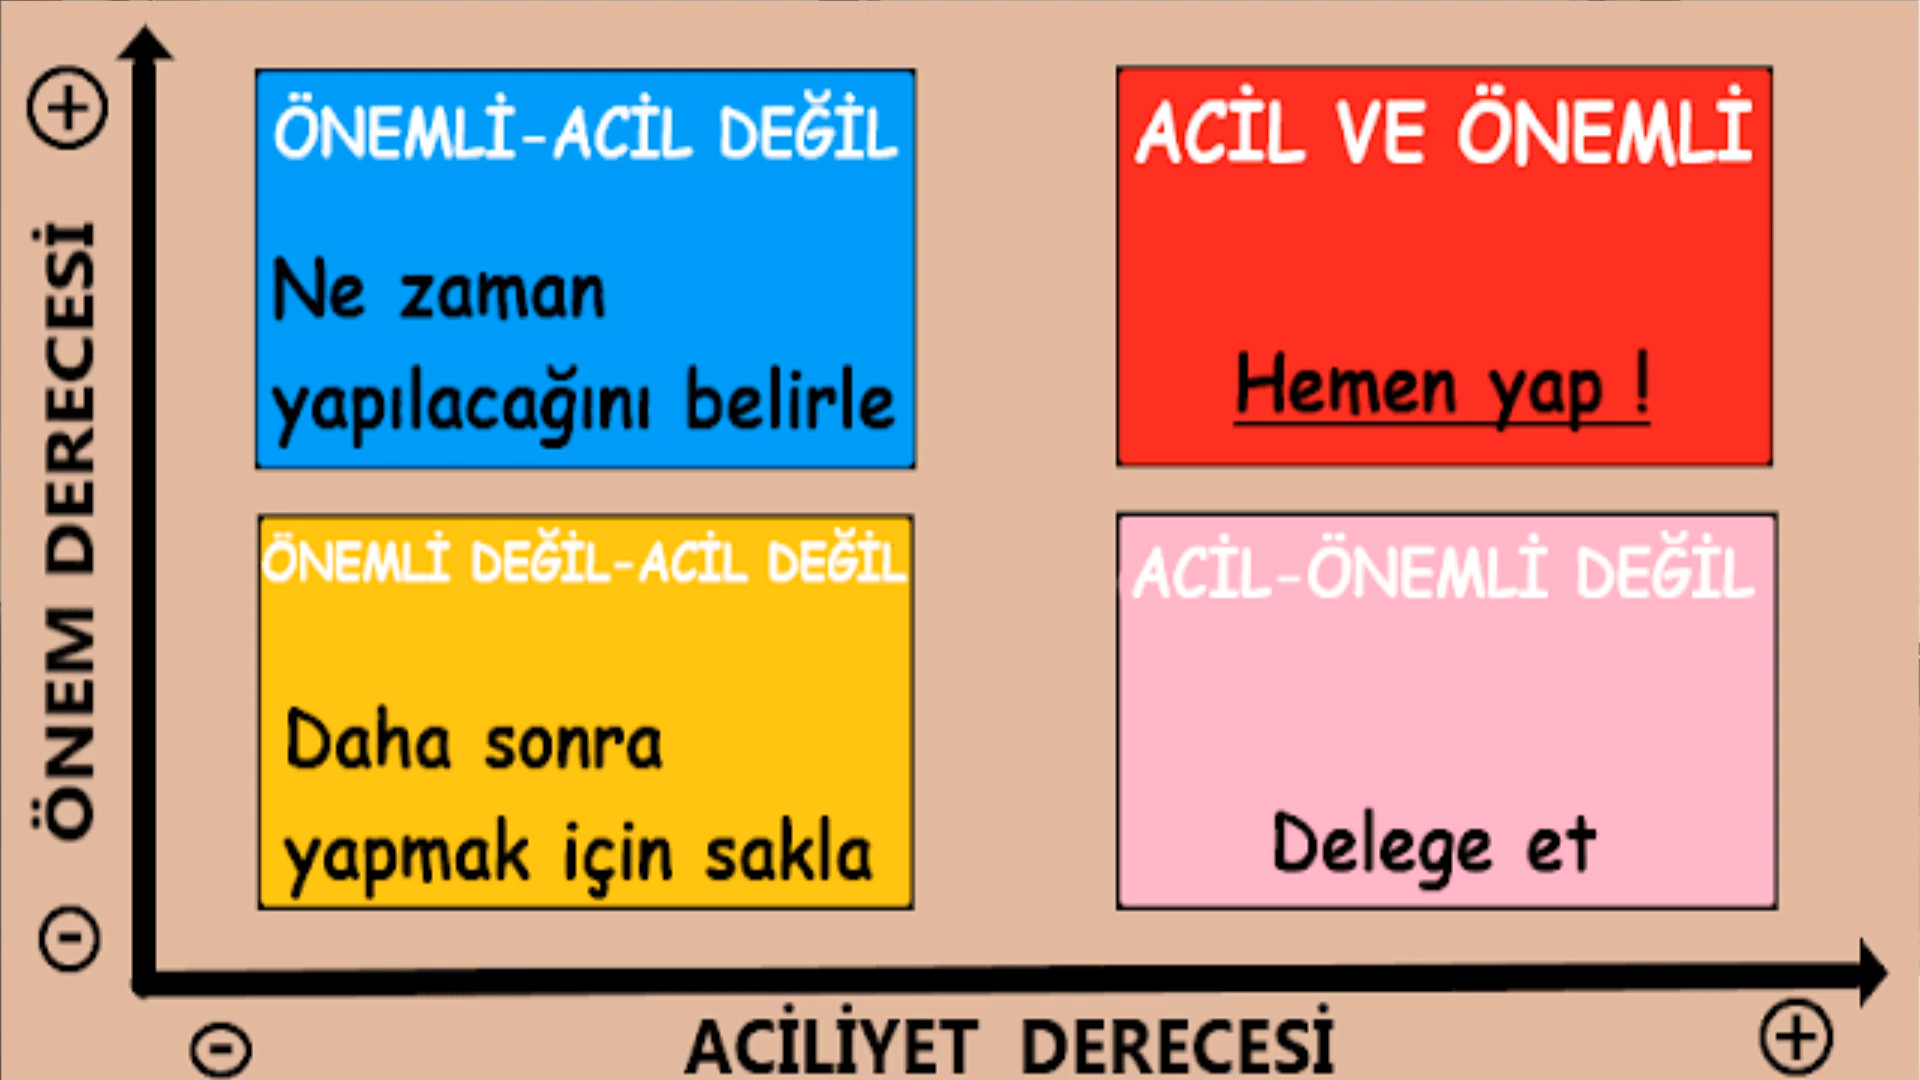 ÖNEM DERECESİ
ÖNEMLİ-ACİL DEĞİL
Ne zaman
yapılacağını belirle
ACİL VE ÖNEMLİ
Hemen yap !
ÖNEMLİ DEĞİL-ACİL DEĞİL
Daha sonra
yapmak için sakla
ACİL-ÖNEMLİ DEĞİL
Delege et
ACİLİYET DERECESİ